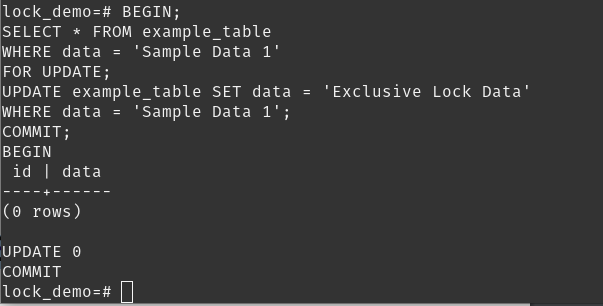 lock_demo=# BEGIN;
SELECT * FROM example_table
WHERE data = 'Sample Data 1'
FOR UPDATE;
UPDATE example_table SET data = 'Exclusive Lock Data'
WHERE data = 'Sample Data 1';
COMMIT;
BEGIN
 id | data
----+------
(0 rows)

UPDATE 0
COMMIT
lock_demo=#